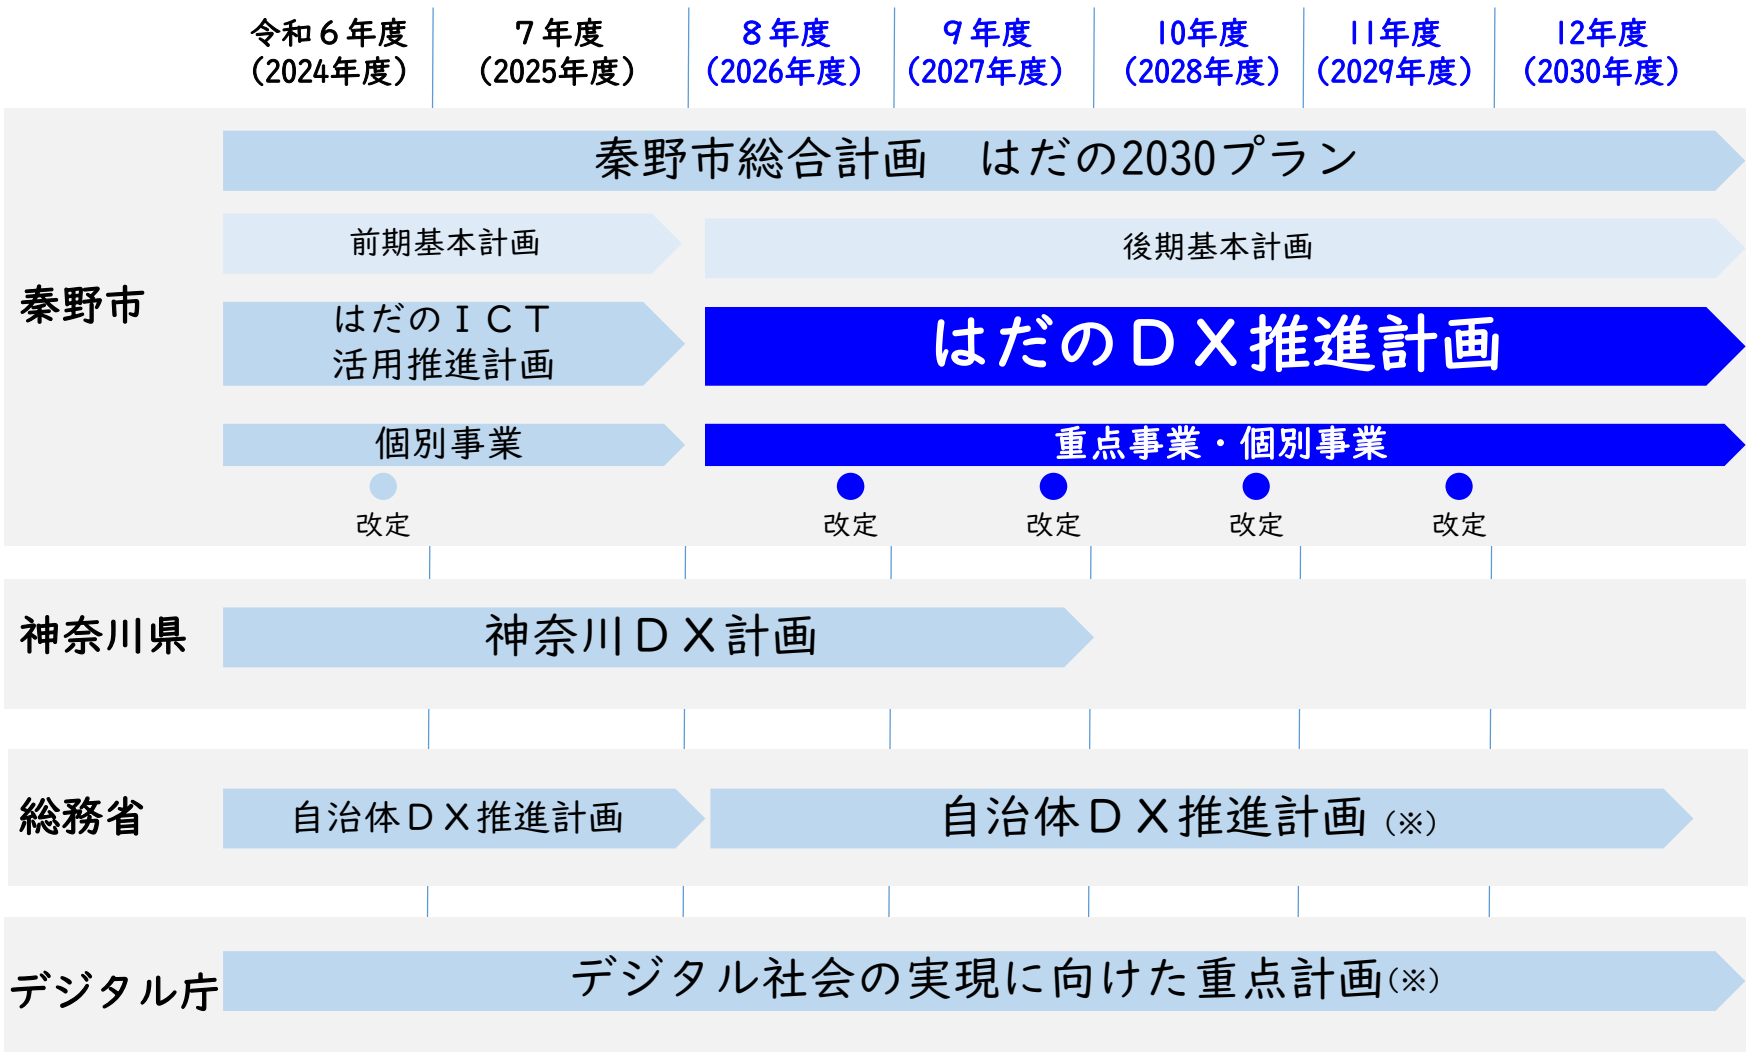 令和６年度
（2024年度）
７年度
（2025年度）
８年度
（2026年度）
９年度
（2027年度）
10年度
（2028年度）
11年度
（2029年度）
12年度
（2030年度）
秦野市
秦野市総合計画　はだの2030プラン
前期基本計画
後期基本計画
はだのＩＣＴ
活用推進計画
はだのＤＸ推進計画
個別事業
重点事業・個別事業
改定
改定
改定
改定
改定
神奈川県
神奈川ＤＸ計画
総務省
自治体ＤＸ推進計画
自治体ＤＸ推進計画（※）
デジタル庁
デジタル社会の実現に向けた重点計画（※）